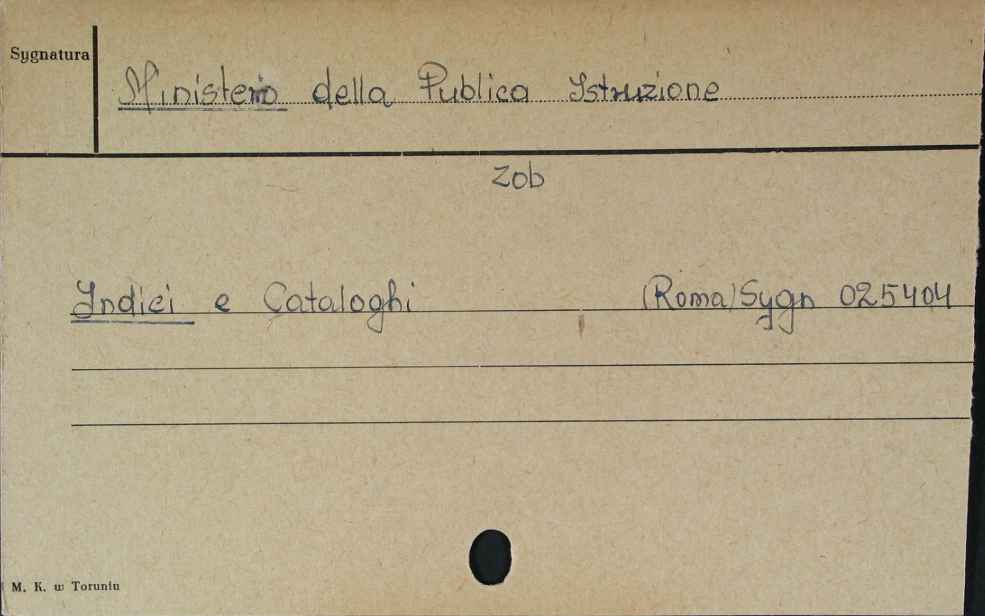 Sygnatura
Ministerio della Publica Istruzione
zob
Indici e Cataloghi (Roma) Sygn 025404
M. K. w Toruniu